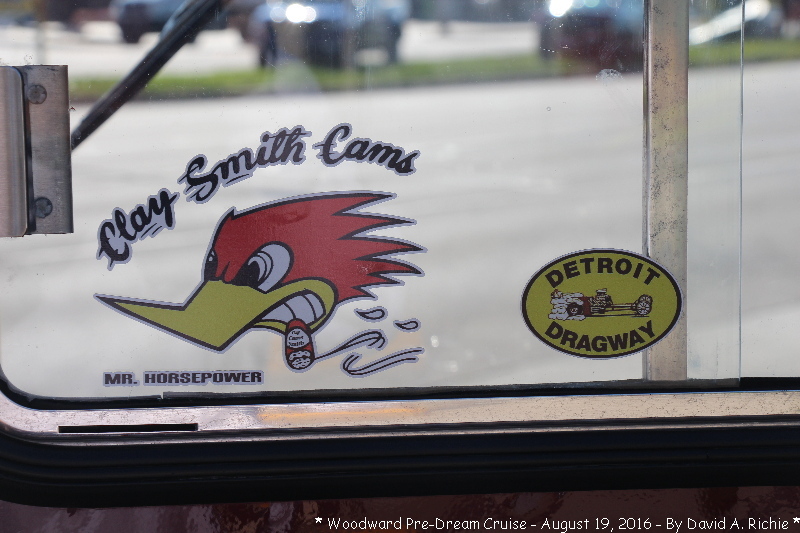 Clay Smith Cams
MR. HORSEPOWER
DETROIT
DRAGWAY
* Woodward Pre-Dream Cruise - August 19, 2016 - By David A. Richie *